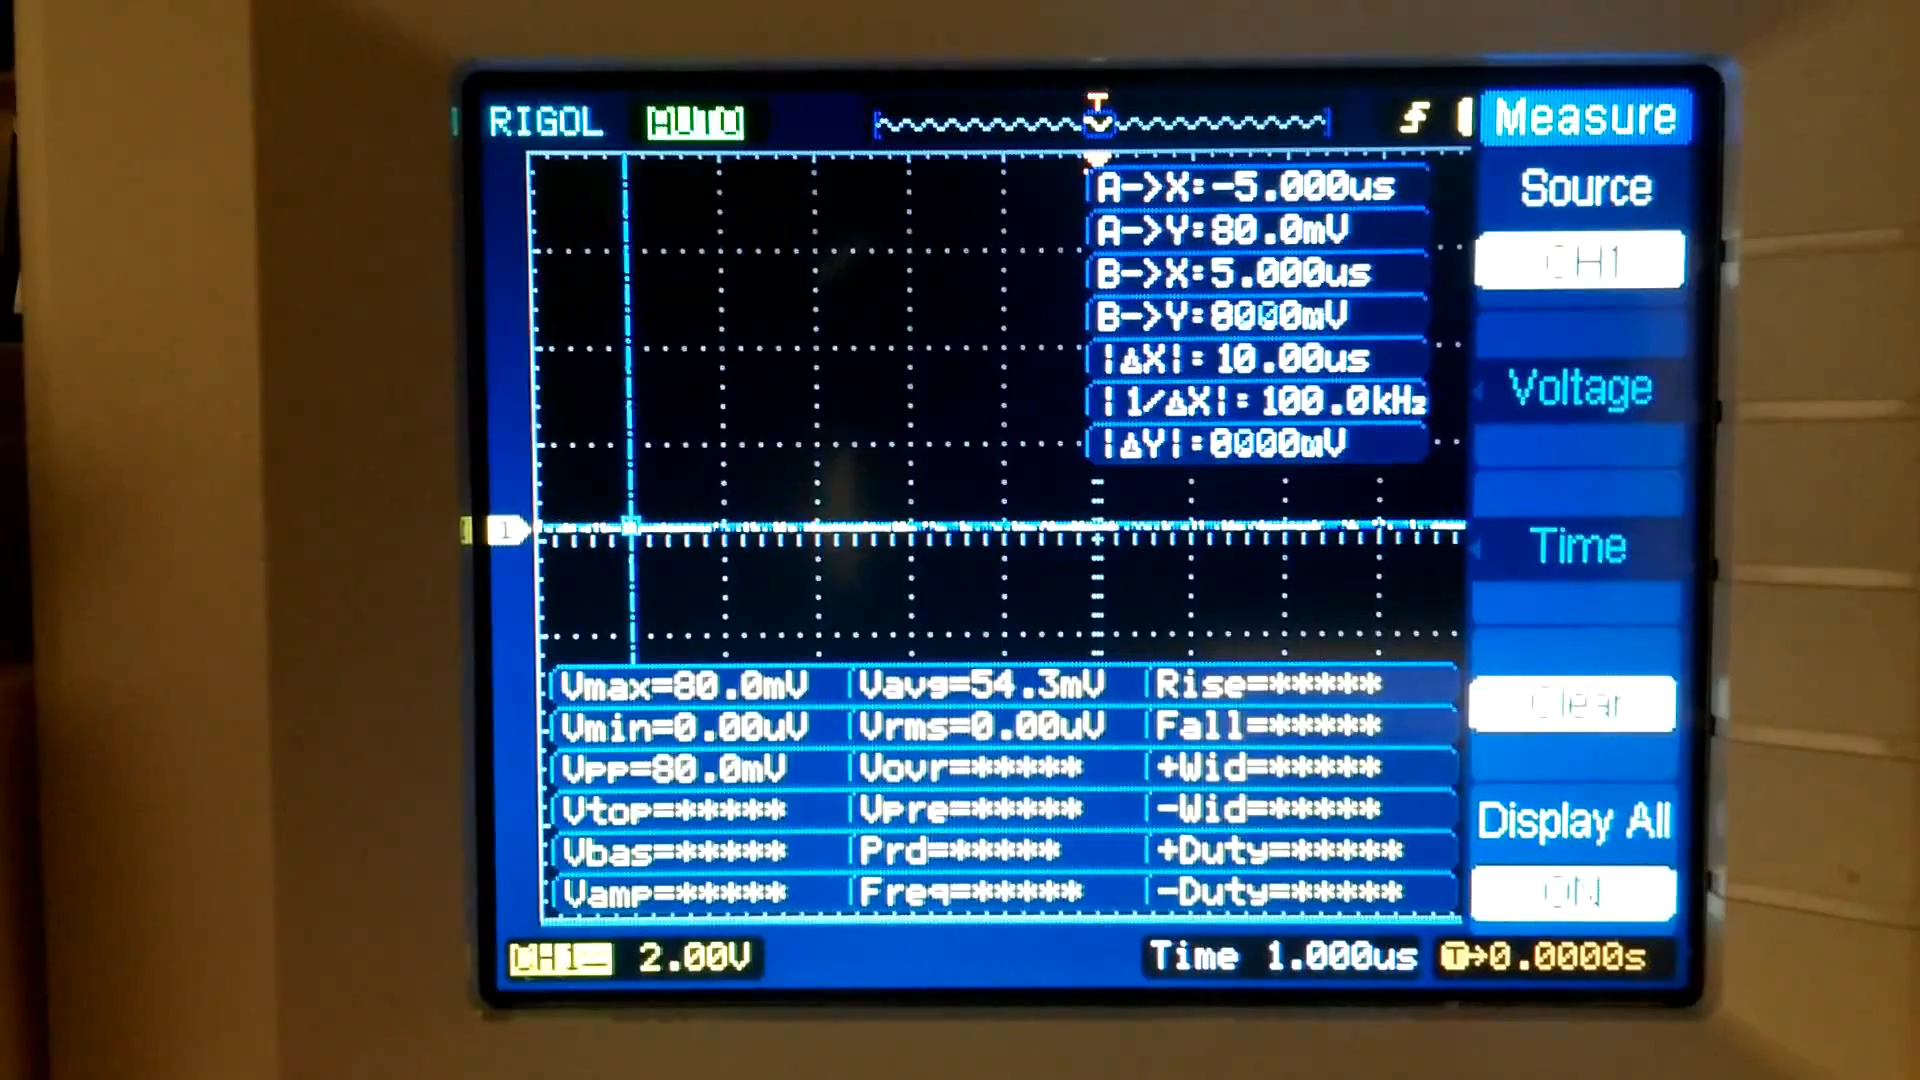 RIGOL AUTO T Measure
Source
CH1
Voltage
Time
Clear
Display All
ON
A->X:-5.000us
A->Y:80.0mV
B->X:5.000us
|ΔX|:10.00us
|1/ΔX|:100.0kHz
1
Vmax=80.0mV Vavg=54.3mV Rise=*****
Vmin=0.00uV Vrms=0.00uV Fall=*****
Vpp=80.0mV Vovr=***** +Wid=*****
Vtop=***** Vpre=***** -Wid=*****
Vbas=***** Prd=***** +Duty=*****
Vamp=***** Freq=***** -Duty=*****
CH1 2.00V Time 1.000us T→0.0000s